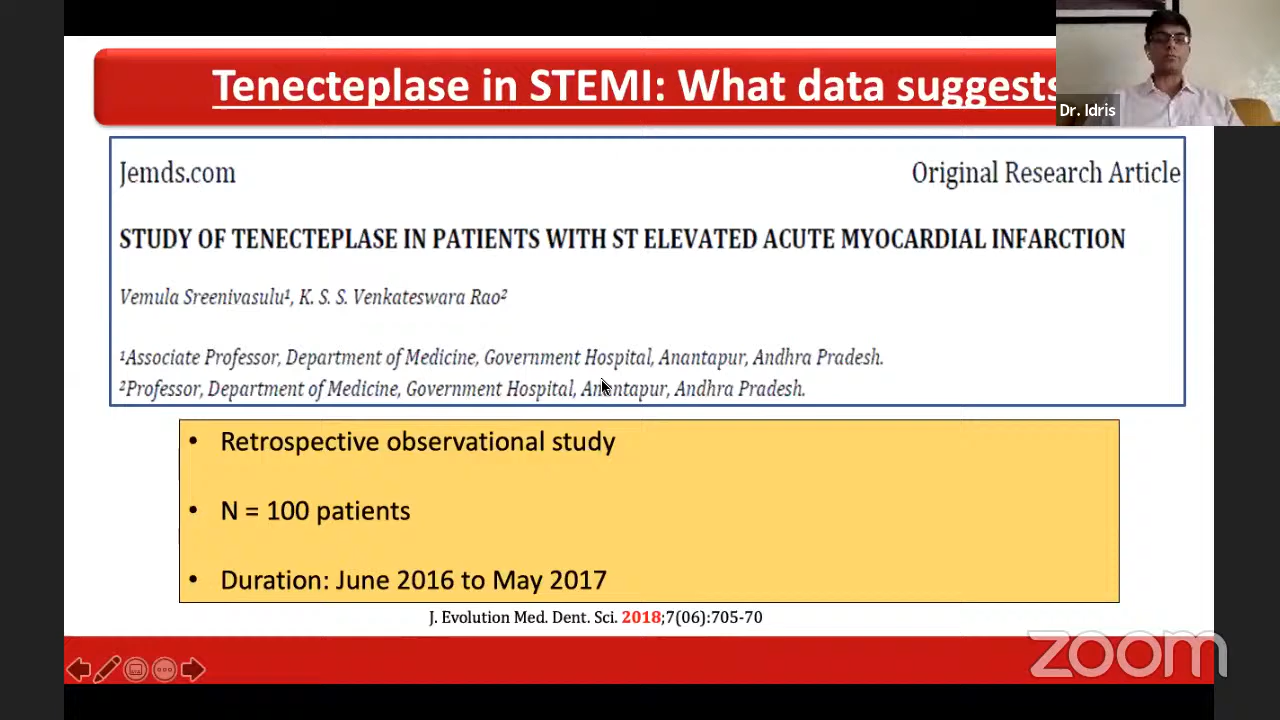 Tenecteplase in STEMI: What data suggests
Dr. Idris
Jemds.com
Original Research Article
STUDY OF TENECTEPLASE IN PATIENTS WITH ST ELEVATED ACUTE MYOCARDIAL INFARCTION
Vemula Sreenivasulu¹, K. S. S. Venkateswara Rao²
¹Associate Professor, Department of Medicine, Government Hospital, Anantapur, Andhra Pradesh.
²Professor, Department of Medicine, Government Hospital, Anantapur, Andhra Pradesh.
• Retrospective observational study
• N = 100 patients
• Duration: June 2016 to May 2017
J. Evolution Med. Dent. Sci. 2018;7(06):705-70
zoom